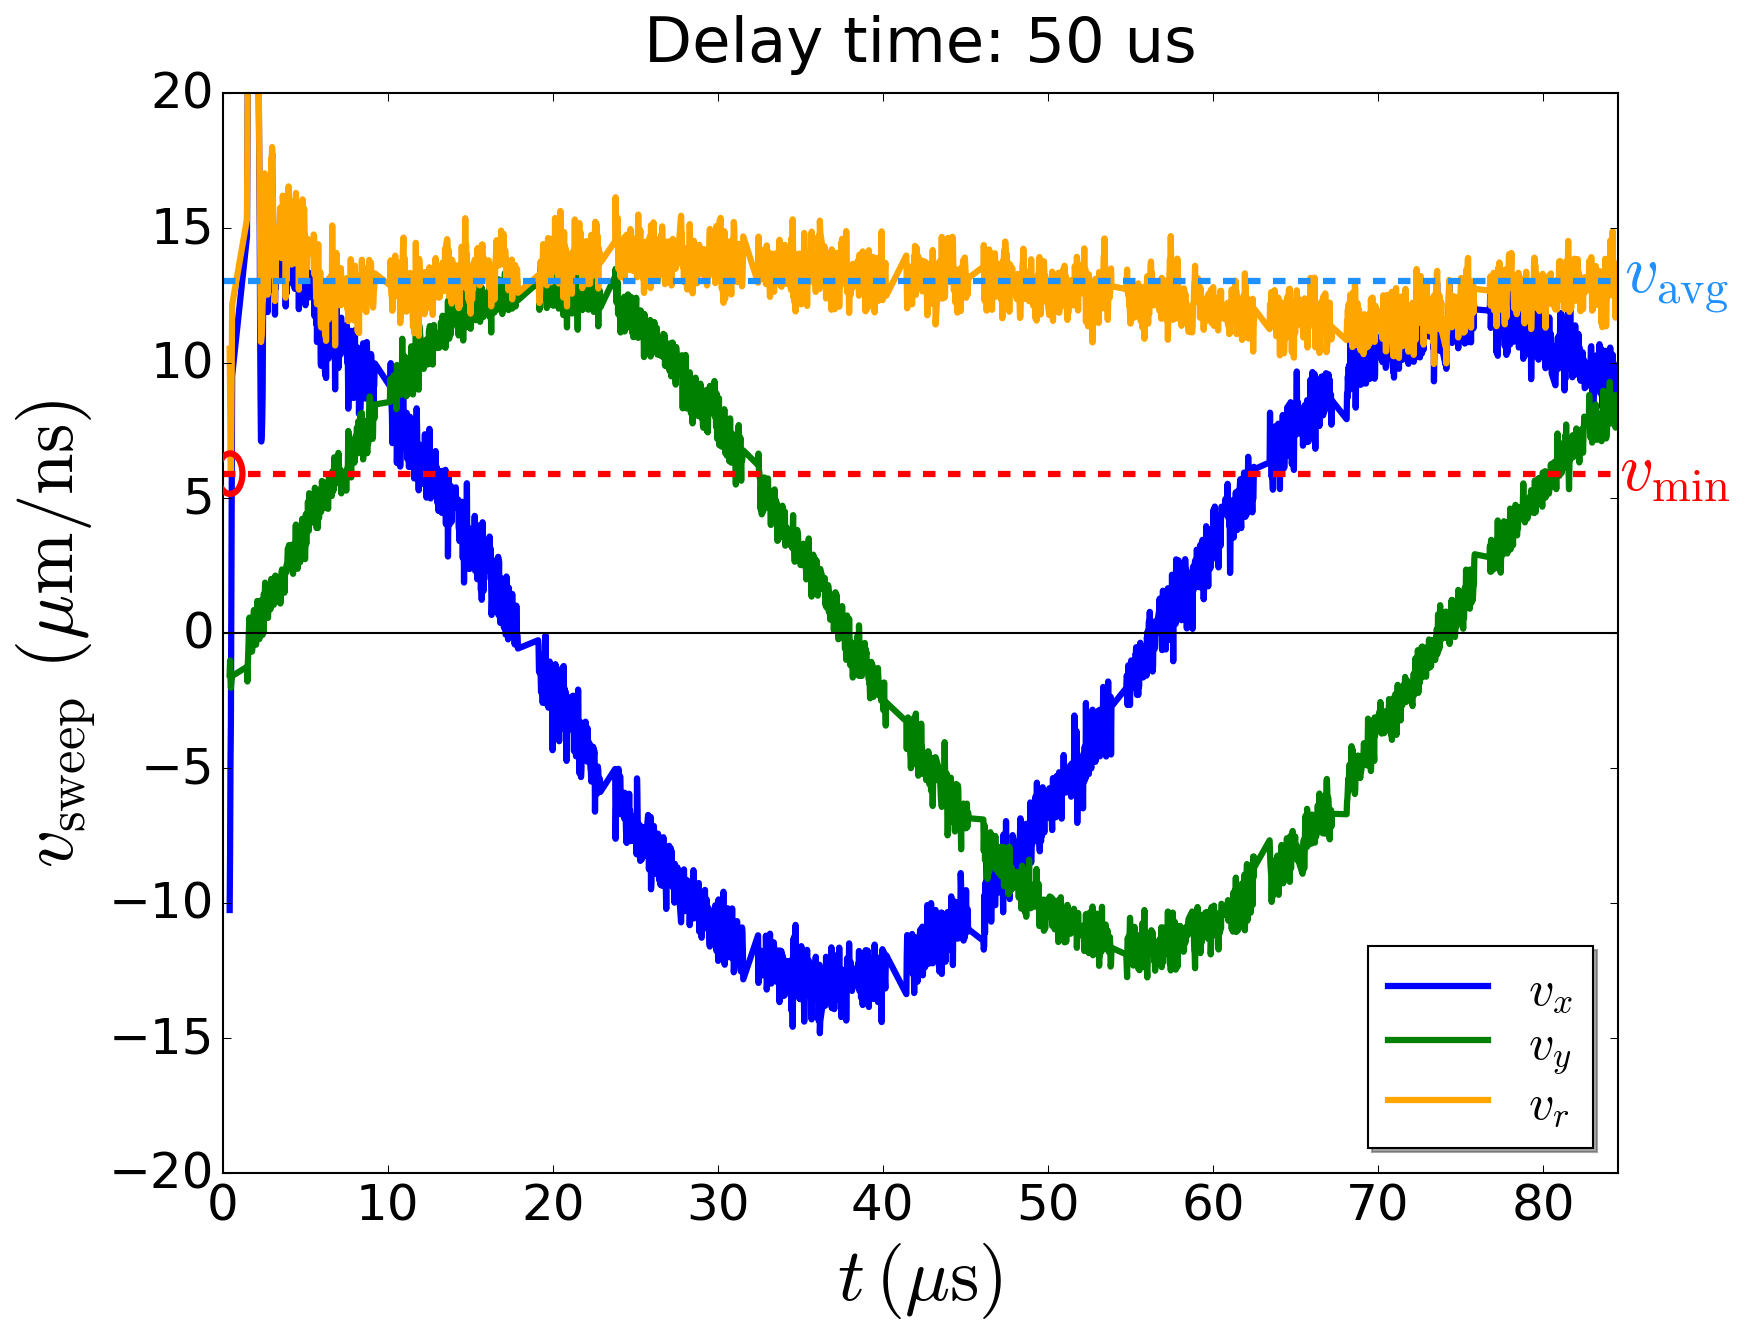 Delay time: 50 us
v_sweep (μm/ns)
20
15
10
5
0
−5
−10
−15
−20
v_avg
v_min
v_x
v_y
v_r
0 10 20 30 40 50 60 70 80
t (μs)